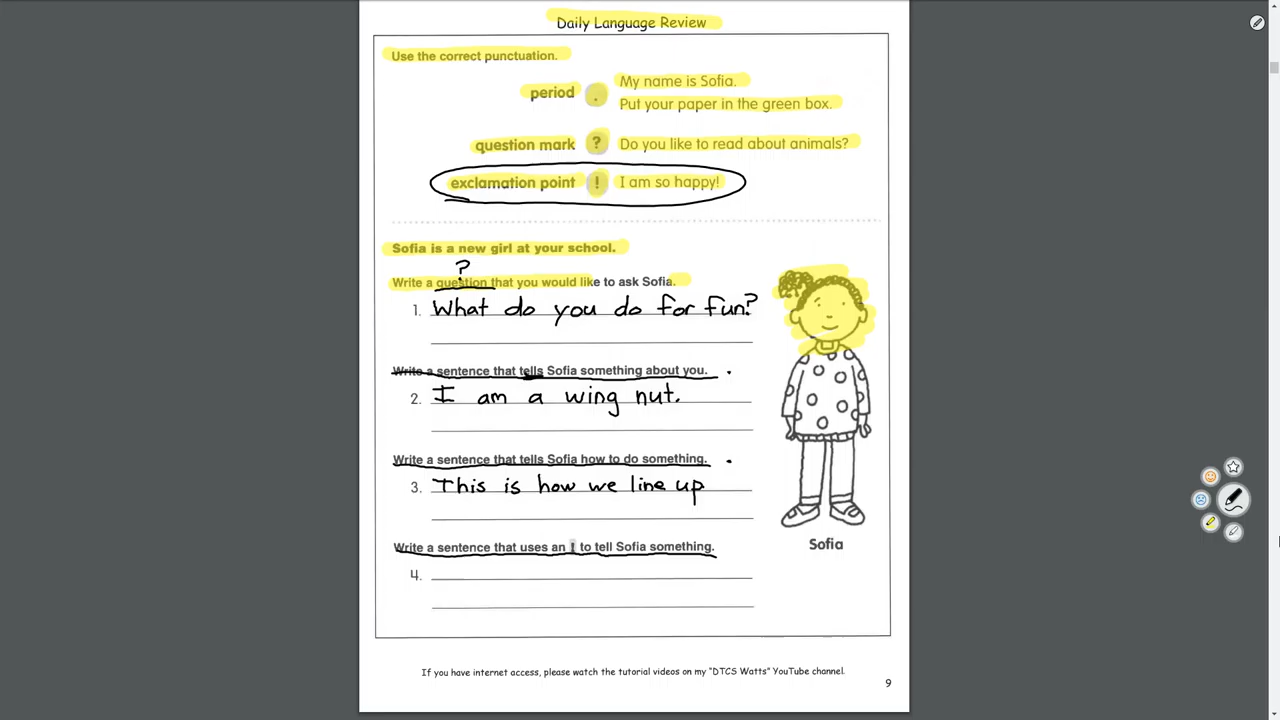 Daily Language Review
Use the correct punctuation.
period . My name is Sofia.
Put your paper in the green box.
question mark ? Do you like to read about animals?
exclamation point ! I am so happy!
Sofia is a new girl at your school.
?
Write a question that you would like to ask Sofia.
1. What do you do for fun?
Write a sentence that tells Sofia something about you. .
2. I am a wing nut.
Write a sentence that tells Sofia how to do something. .
3. This is how we line up
Write a sentence that uses an ! to tell Sofia something.
Sofia
4.
If you have internet access, please watch the tutorial videos on my "DTCS Watts" YouTube channel.
9